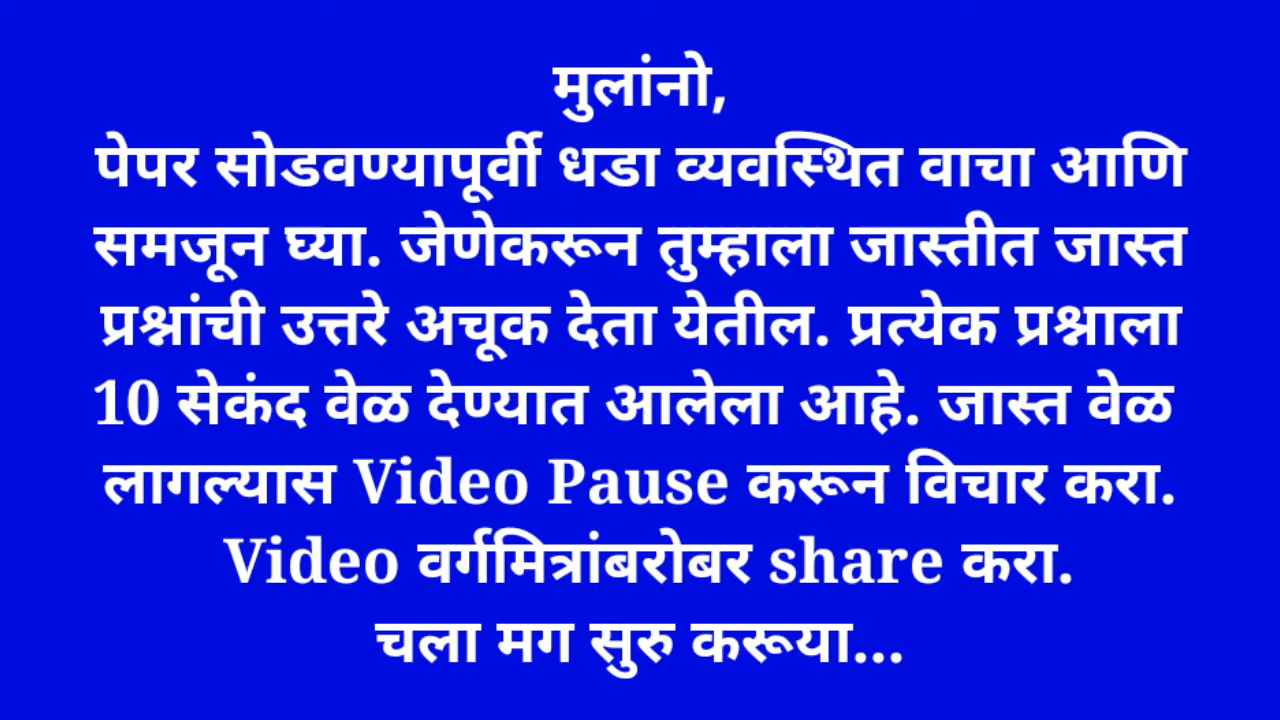 मुलांनो,
पेपर सोडवण्यापूर्वी धडा व्यवस्थित वाचा आणि
समजून घ्या. जेणेकरून तुम्हाला जास्तीत जास्त
प्रश्नांची उत्तरे अचूक देता येतील. प्रत्येक प्रश्नाला
10 सेकंद वेळ देण्यात आलेला आहे. जास्त वेळ
लागल्यास Video Pause करून विचार करा.
Video वर्गमित्रांबरोबर share करा.
चला मग सुरु करूया...